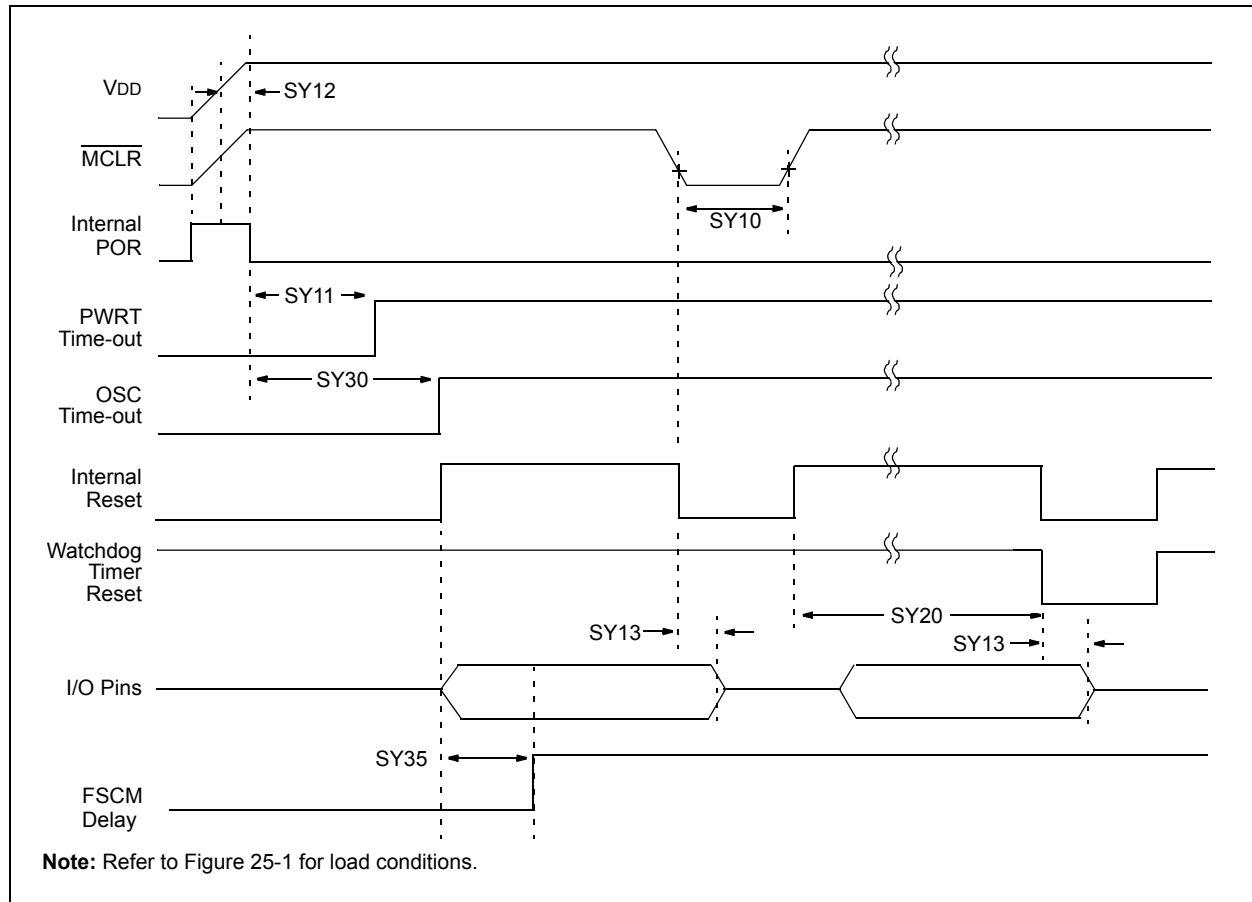 VDD
SY12
MCLR
SY10
Internal
POR
SY11
PWRT
Time-out
SY30
OSC
Time-out
Internal
Reset
Watchdog
Timer
Reset
SY20
SY13
SY13
I/O Pins
SY35
FSCM
Delay
Note: Refer to Figure 25-1 for load conditions.